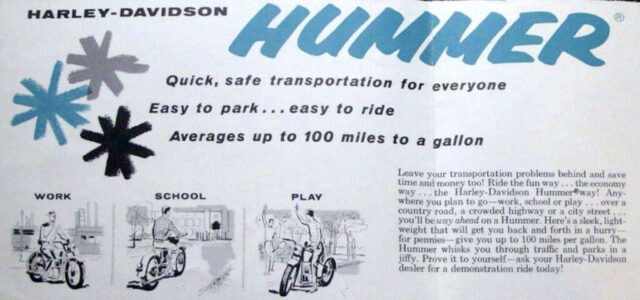 HARLEY-DAVIDSON
HUMMER®
Quick, safe transportation for everyone
Easy to park...easy to ride
Averages up to 100 miles to a gallon
WORK
SCHOOL
PLAY
Leave your transportation problems behind and save
time and money too! Ride the fun way...the economy
way...the Harley-Davidson Hummer® way! Any-
where you plan to go—work, school or play...over a
country road, a crowded highway or a city street...
you'll be way ahead on a Hummer. Here's a sleek, light-
weight that will get you back and forth in a hurry—
for pennies—give you up to 100 miles per gallon. The
Hummer whisks you through traffic and parks in a
jiffy. Prove it to yourself—ask your Harley-Davidson
dealer for a demonstration ride today!